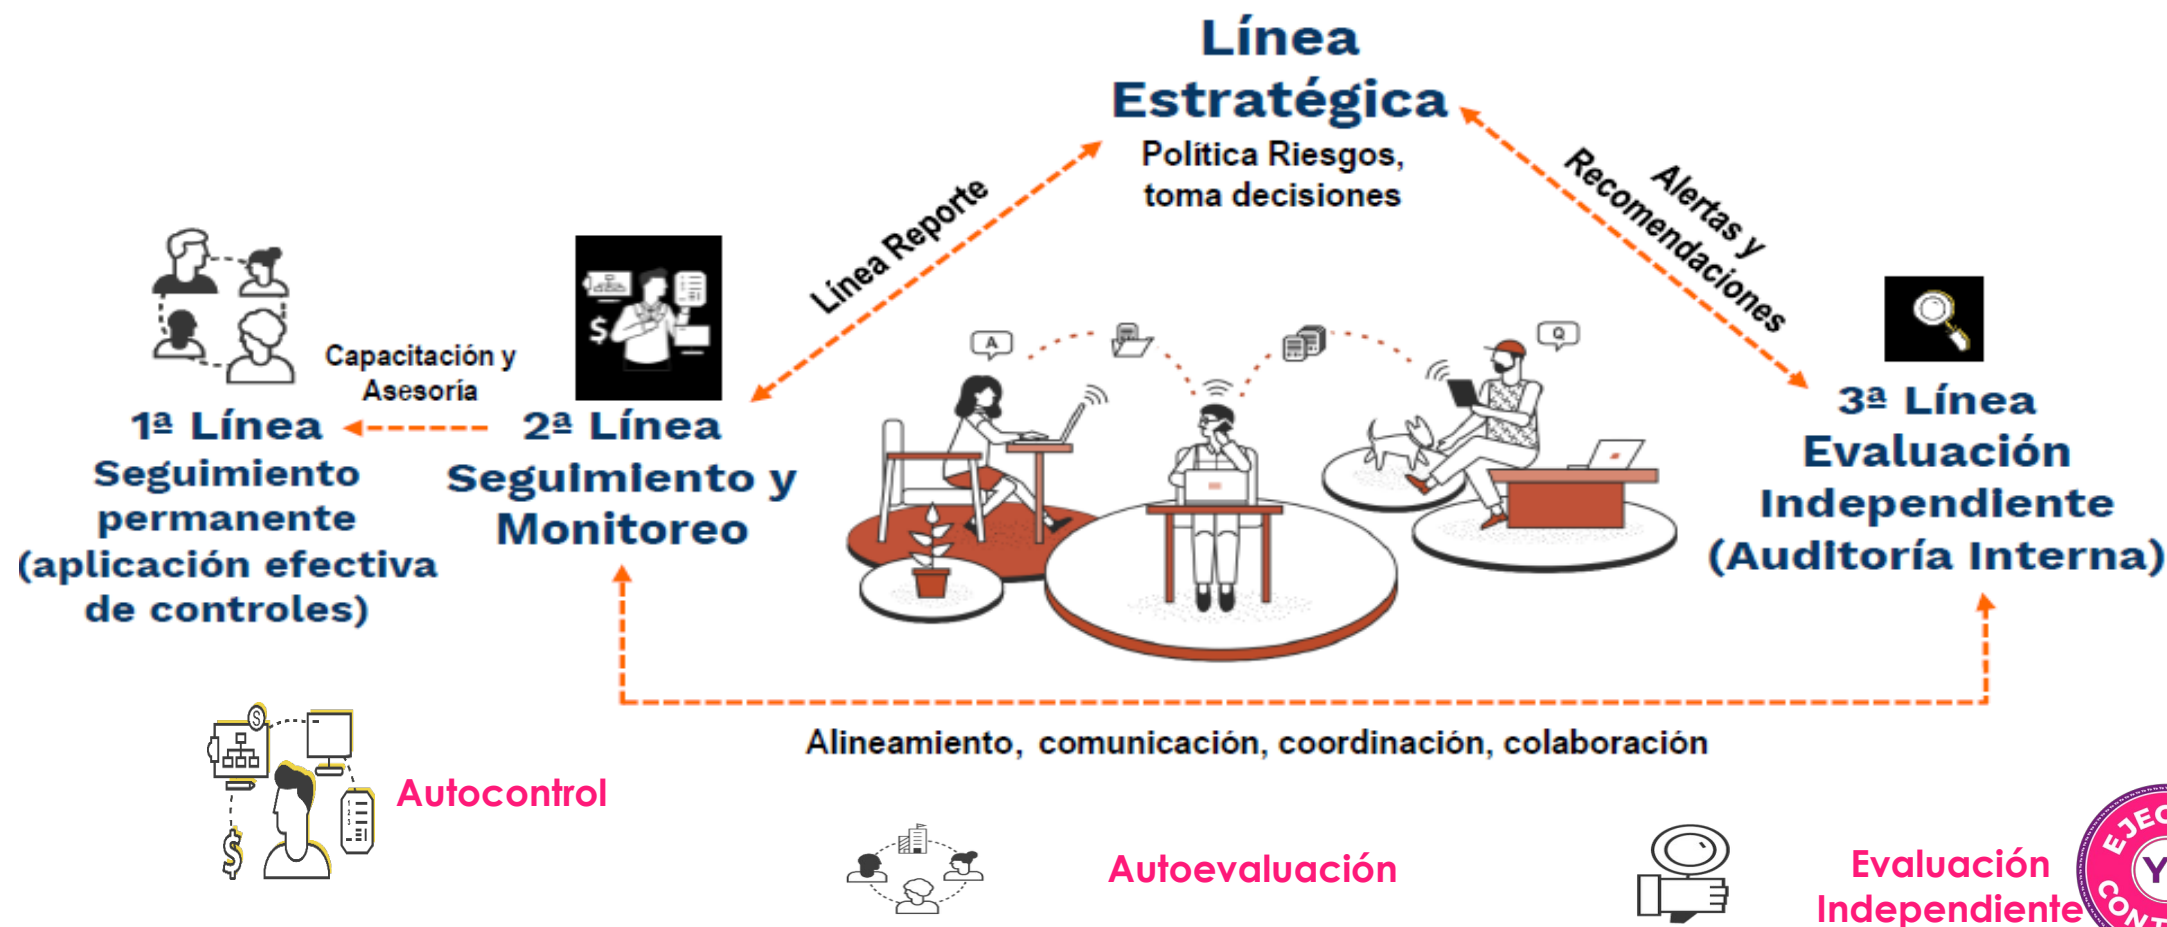 Línea
Estratégica
Política Riesgos,
toma decisiones
Línea Reporte
Alertas y
Recomendaciones
Capacitación y
Asesoría
1ª Línea
Seguimiento
permanente
(aplicación efectiva
de controles)
2ª Línea
Seguimiento y
Monitoreo
$
A
Q
3ª Línea
Evaluación
Independiente
(Auditoría Interna)
Alineamiento, comunicación, coordinación, colaboración
$
$
Autocontrol
Autoevaluación
Evaluación
Independiente
Y